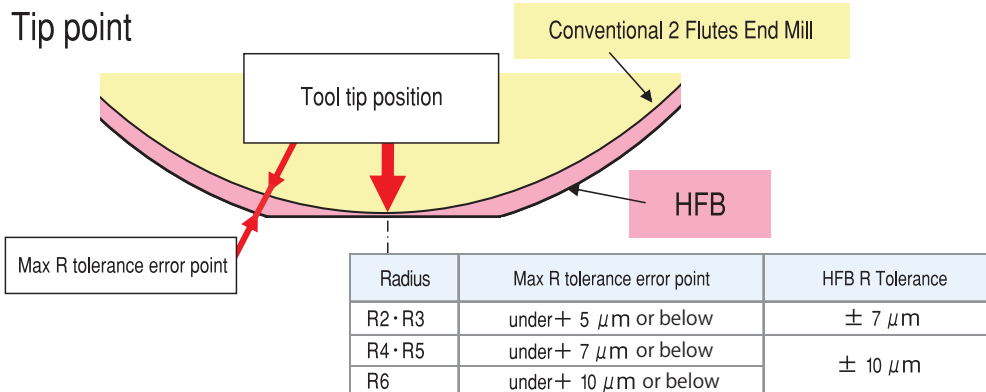 Tip point
Conventional 2 Flutes End Mill
Tool tip position
HFB
Max R tolerance error point
Radius Max R tolerance error point HFB R Tolerance
R2・R3 under+ 5 μm or below ± 7 μm
R4・R5 under+ 7 μm or below ± 10 μm
R6 under+ 10 μm or below